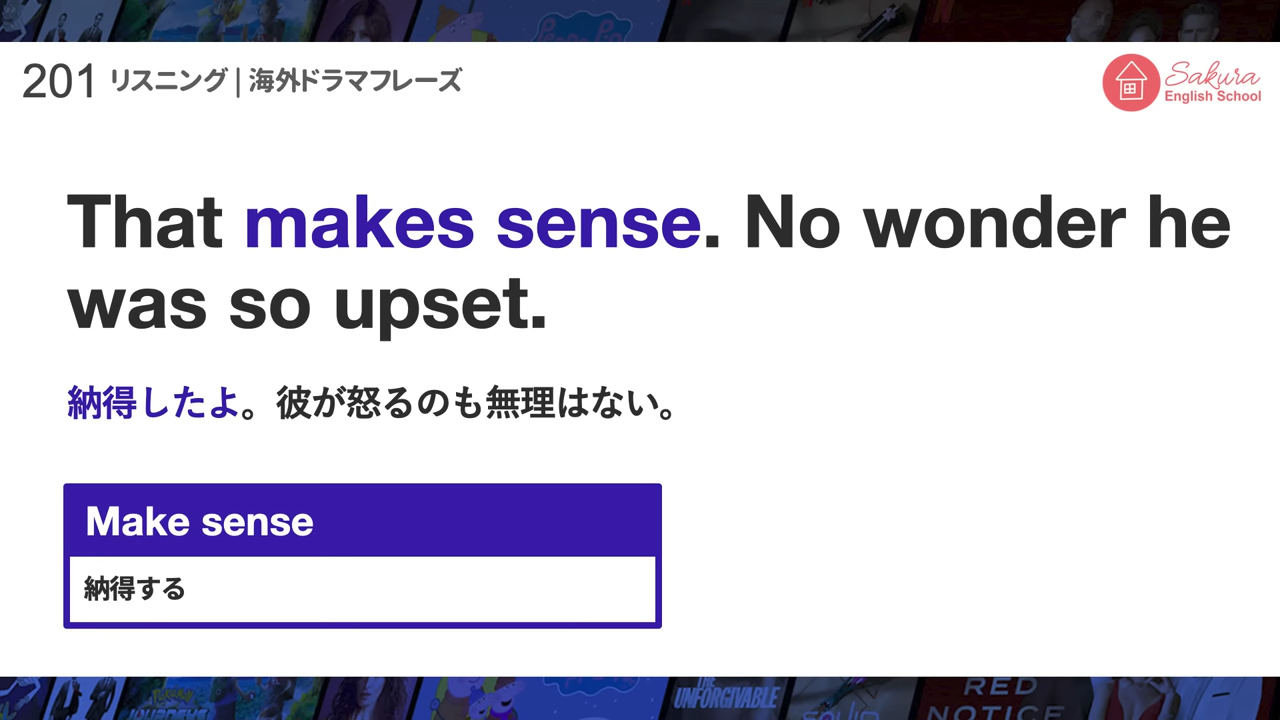 201 リスニング | 海外ドラマフレーズ
Sakura
English School
That makes sense. No wonder he
was so upset.
納得したよ。彼が怒るのも無理はない。
Make sense
納得する
THE
UNFORGIVABLE
RED
NOTICE